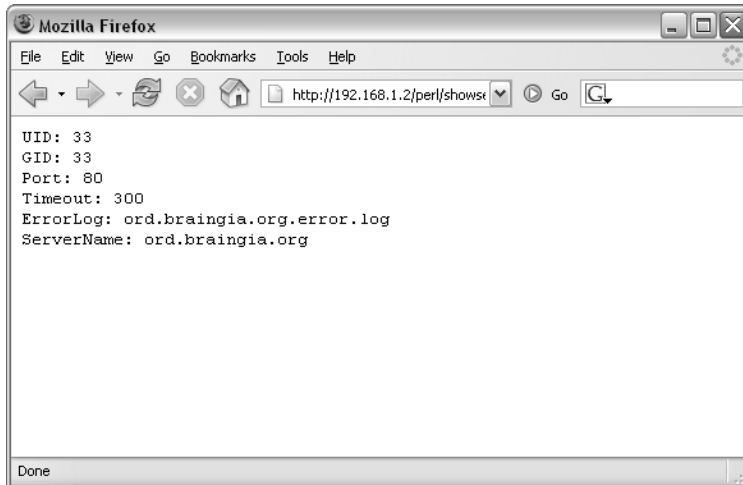 Mozilla Firefox
File Edit View Go Bookmarks Tools Help
http://192.168.1.2/perl/showse Go G
UID: 33
GID: 33
Port: 80
Timeout: 300
ErrorLog: ord.braingia.org.error.log
ServerName: ord.braingia.org
Done